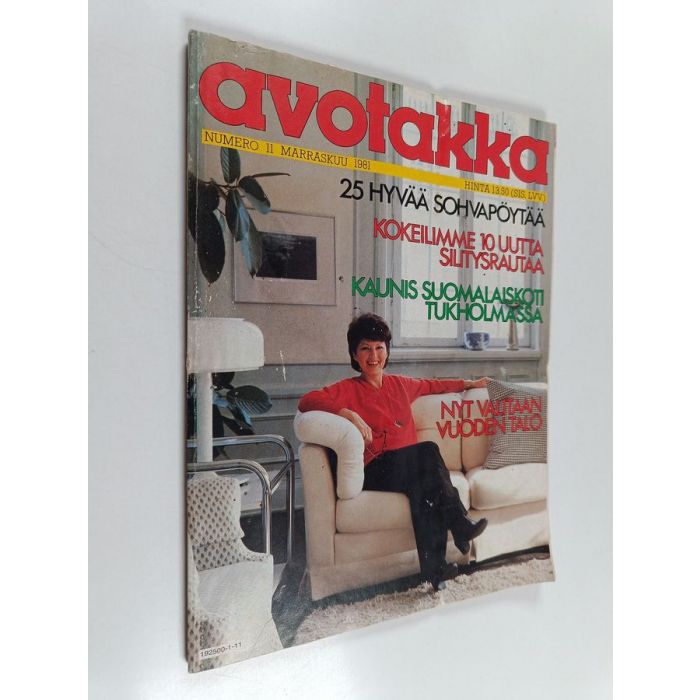 avotakka
NUMERO 11 MARRASKUU 1981
HINTA 13,50 (SIS. LVV.)
25 HYVÄÄ SOHVAPÖYTÄÄ
KOKEILIMME 10 UUTTA
SILITYSRAUTAA
KAUNIS SUOMALAISKOTI
TUKHOLMASSA
NYT VALITAAN
VUODEN TALO
192500-1-11